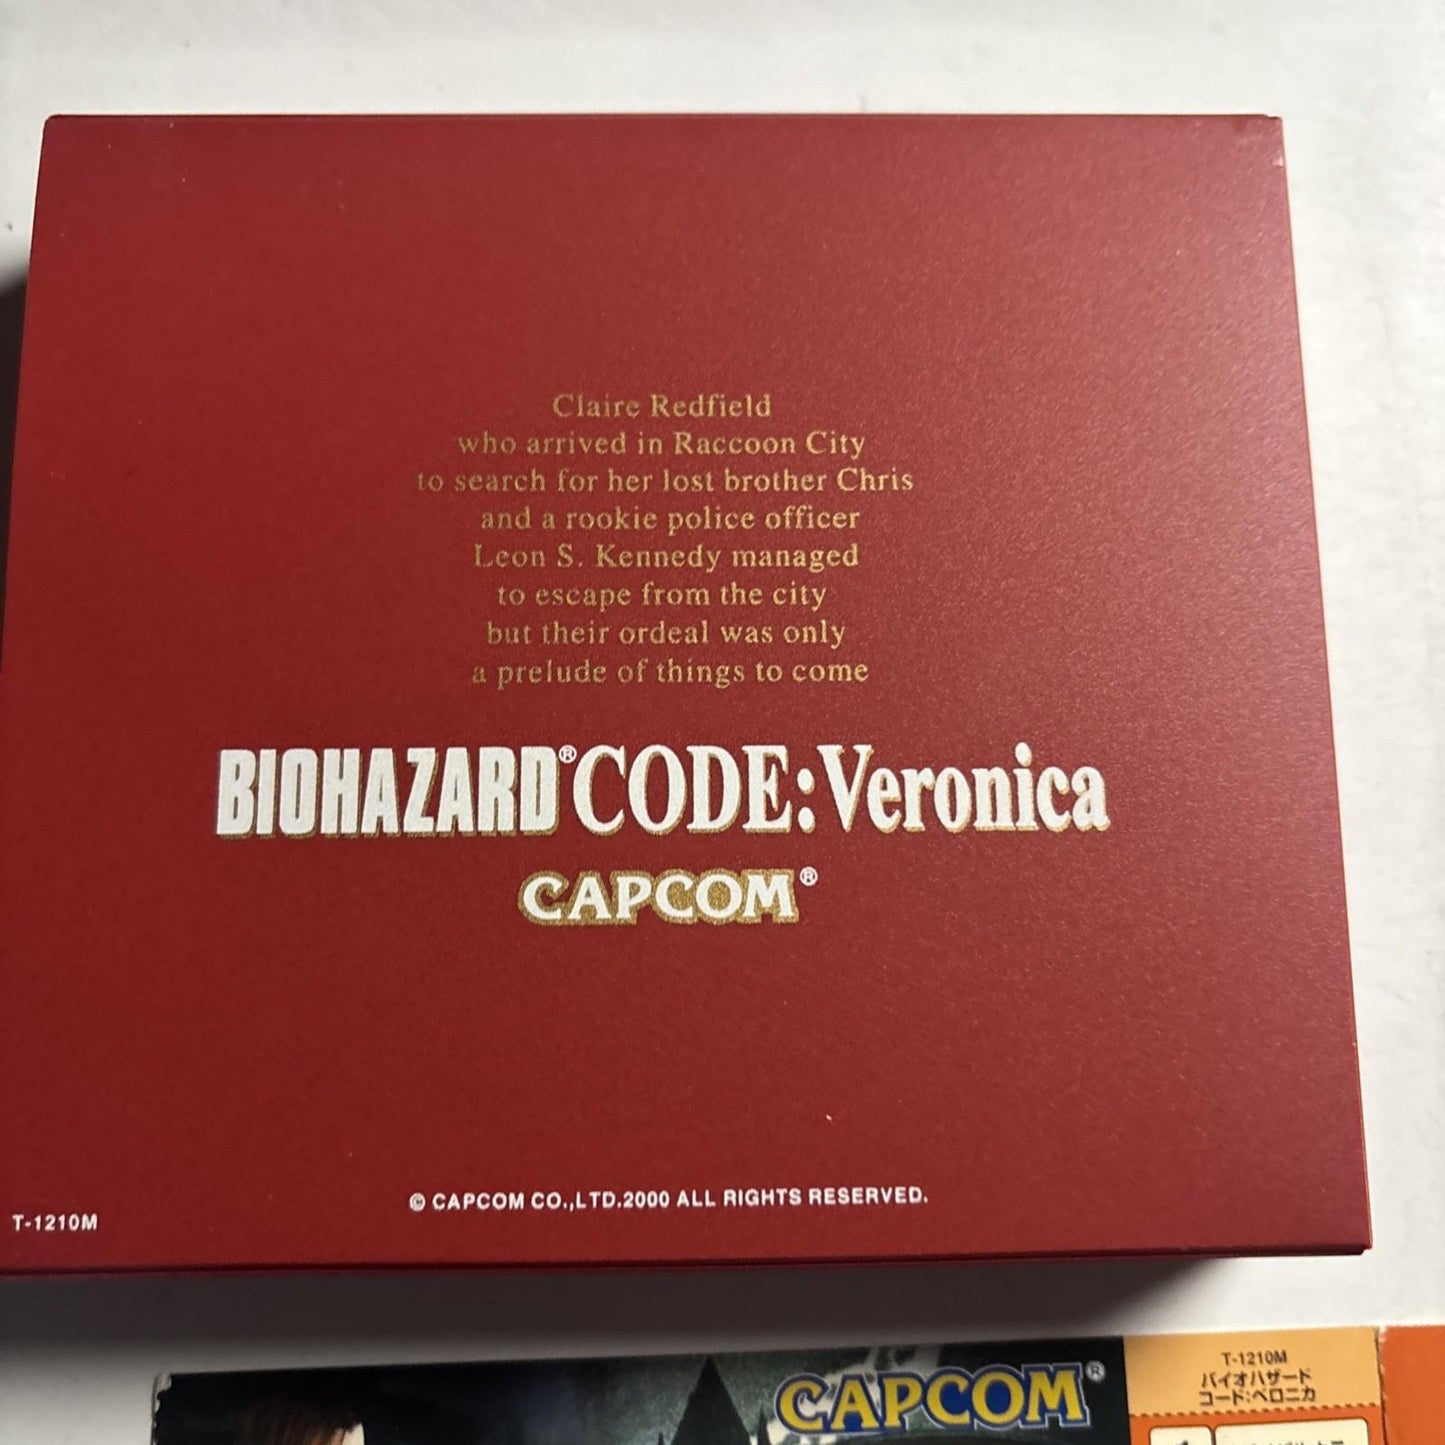 Claire Redfield
who arrived in Raccoon City
to search for her lost brother Chris
and a rookie police officer
Leon S. Kennedy managed
to escape from the city
but their ordeal was only
a prelude of things to come
BIOHAZARD®CODE:Veronica
CAPCOM®
© CAPCOM CO.,LTD.2000 ALL RIGHTS RESERVED.
T-1210M
CAPCOM®
T-1210M
バイオハザード
コード:ベロニカ